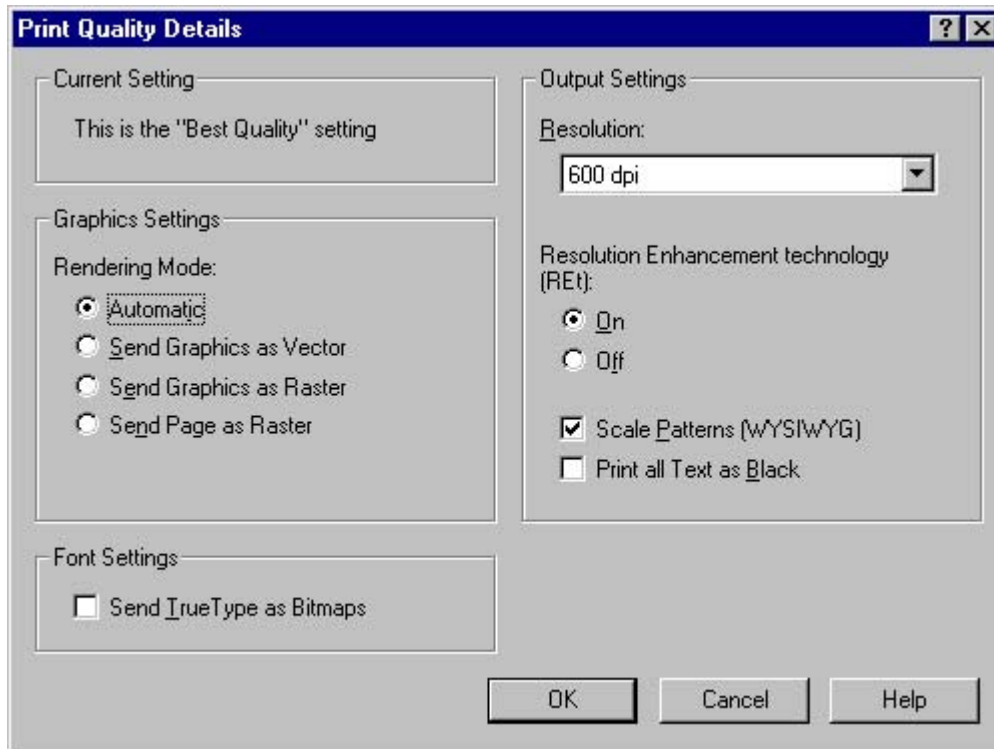 Print Quality Details
Current Setting
This is the "Best Quality" setting
Graphics Settings
Rendering Mode:
Automatic
Send Graphics as Vector
Send Graphics as Raster
Send Page as Raster
Font Settings
Send TrueType as Bitmaps
Output Settings
Resolution:
600 dpi
Resolution Enhancement technology
(REt):
On
Off
Scale Patterns (WYSIWYG)
Print all Text as Black
OK
Cancel
Help